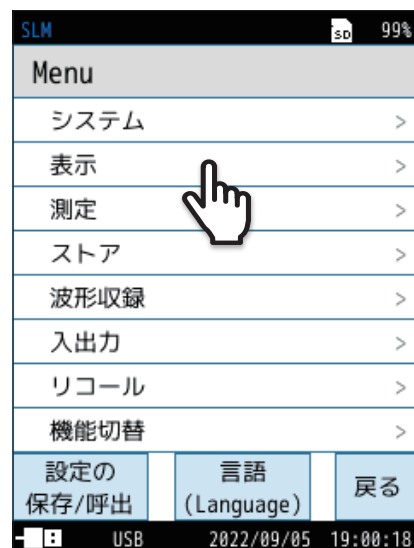 SLM SD 99%
Menu
システム >
表示 >
測定 >
ストア >
波形収録 >
入出力 >
リコール >
機能切替 >
設定の
保存/呼出
言語
(Language)
戻る
USB 2022/09/05 19:00:18